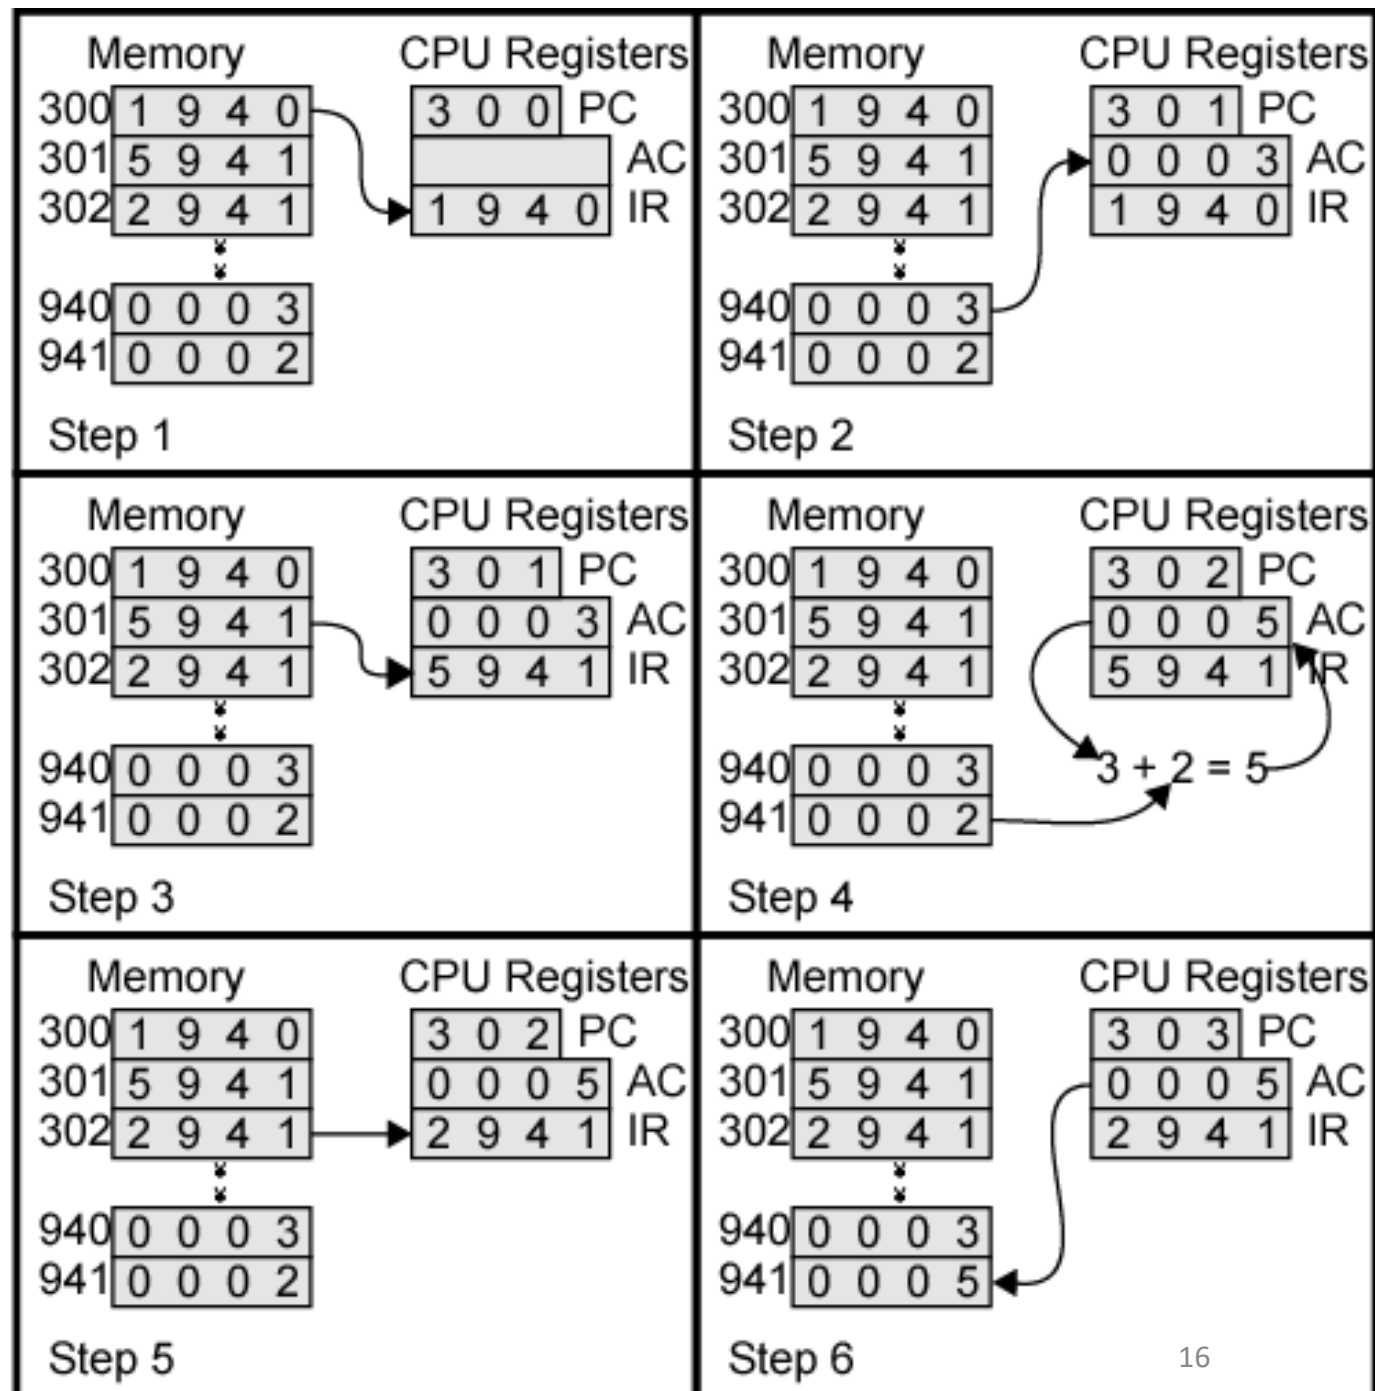 Memory CPU Registers
300 1 9 4 0 3 0 0 PC
301 5 9 4 1 AC
302 2 9 4 1 1 9 4 0 IR
940 0 0 0 3
941 0 0 0 2
Step 1
Memory CPU Registers
300 1 9 4 0 3 0 1 PC
301 5 9 4 1 0 0 0 3 AC
302 2 9 4 1 1 9 4 0 IR
940 0 0 0 3
941 0 0 0 2
Step 2
Memory CPU Registers
300 1 9 4 0 3 0 1 PC
301 5 9 4 1 0 0 0 3 AC
302 2 9 4 1 5 9 4 1 IR
940 0 0 0 3
941 0 0 0 2
Step 3
Memory CPU Registers
300 1 9 4 0 3 0 2 PC
301 5 9 4 1 0 0 0 5 AC
302 2 9 4 1 5 9 4 1 IR
940 0 0 0 3 3 + 2 = 5
941 0 0 0 2
Step 4
Memory CPU Registers
300 1 9 4 0 3 0 2 PC
301 5 9 4 1 0 0 0 5 AC
302 2 9 4 1 2 9 4 1 IR
940 0 0 0 3
941 0 0 0 2
Step 5
Memory CPU Registers
300 1 9 4 0 3 0 3 PC
301 5 9 4 1 0 0 0 5 AC
302 2 9 4 1 2 9 4 1 IR
940 0 0 0 3
941 0 0 0 5
Step 6 16